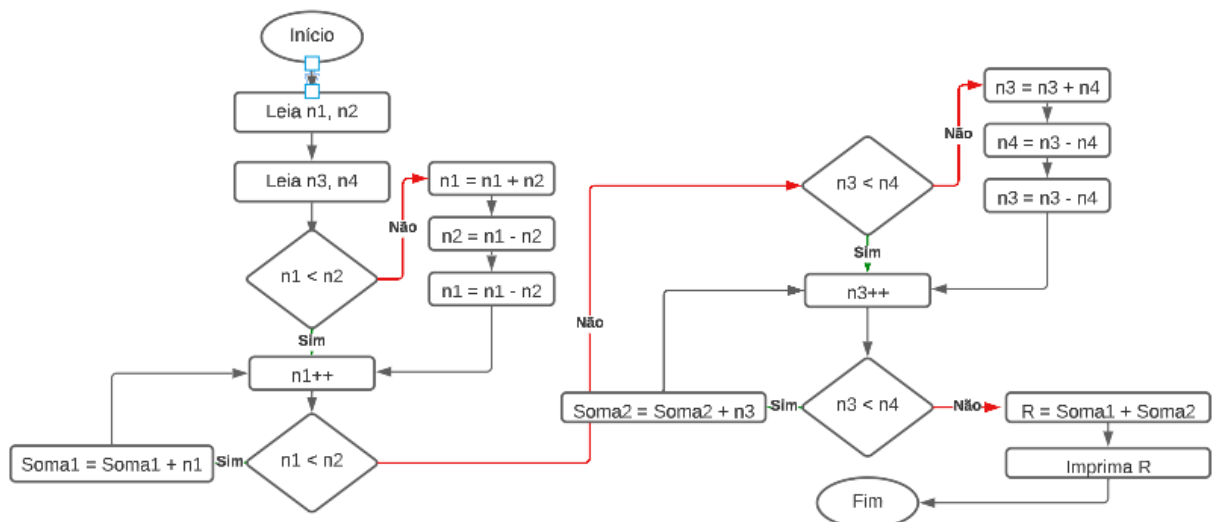 Início
Leia n1, n2
Leia n3, n4
n1 < n2
Não
n1 = n1 + n2
n2 = n1 - n2
n1 = n1 - n2
Sim
n1++
n1 < n2
Sim
Soma1 = Soma1 + n1
Não
n3 < n4
Não
n3 = n3 + n4
n4 = n3 - n4
n3 = n3 - n4
Sim
n3++
n3 < n4
Sim
Soma2 = Soma2 + n3
Não
R = Soma1 + Soma2
Imprima R
Fim